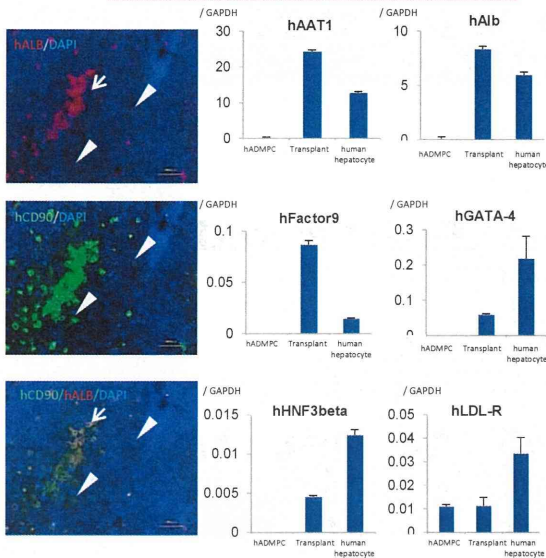 hALB/DAPI
hCD90/DAPI
hCD90/hALB/DAPI
/ GAPDH
hAAT1
30
20
10
0
hADMPC Transplant human hepatocyte
/ GAPDH
hAlb
10
5
0
hADMPC Transplant human hepatocyte
/ GAPDH
hFactor9
0.1
0.05
0
hADMPC Transplant human hepatocyte
/ GAPDH
hGATA-4
0.3
0.2
0.1
0
hADMPC Transplant human
hepatocyte
/ GAPDH
hHNF3beta
0.015
0.01
0.005
0
hADMPC Transplant human
hepatocyte
/ GAPDH
hLDL-R
0.05
0.04
0.03
0.02
0.01
0
hADMPC Transplant human
hepatocyte